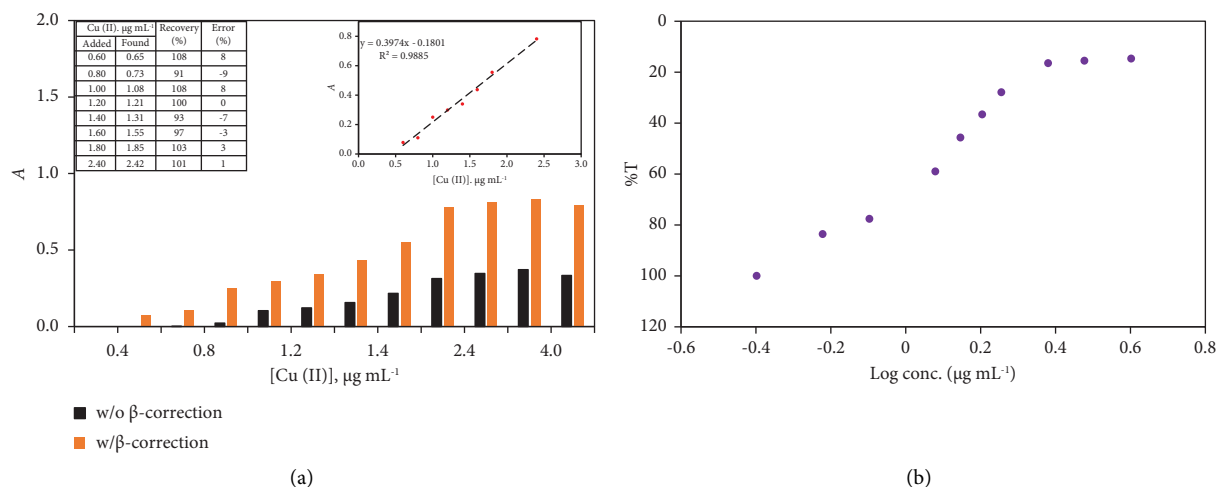 2.0
1.5
1.0
0.5
0.0
A
Cu (II). μg mL-1 Recovery (%) Error (%)
Added Found
0.60 0.65 108 8
0.80 0.73 91 -9
1.00 1.08 108 8
1.20 1.21 100 0
1.40 1.31 93 -7
1.60 1.55 97 -3
1.80 1.85 103 3
2.40 2.42 101 1
y = 0.3974x - 0.1801
R² = 0.9885
0.8
0.6
0.4
0.2
0.0
A
0.0 0.5 1.0 1.5 2.0 2.5 3.0
[Cu (II)]. μg mL-1
0.4 0.8 1.2 1.4 2.4 4.0
[Cu (II)], μg mL-1
w/o β-correction
w/β-correction
(a)
0
20
40
60
80
100
120
%T
-0.6 -0.4 -0.2 0 0.2 0.4 0.6 0.8
Log conc. (μg mL-1)
(b)